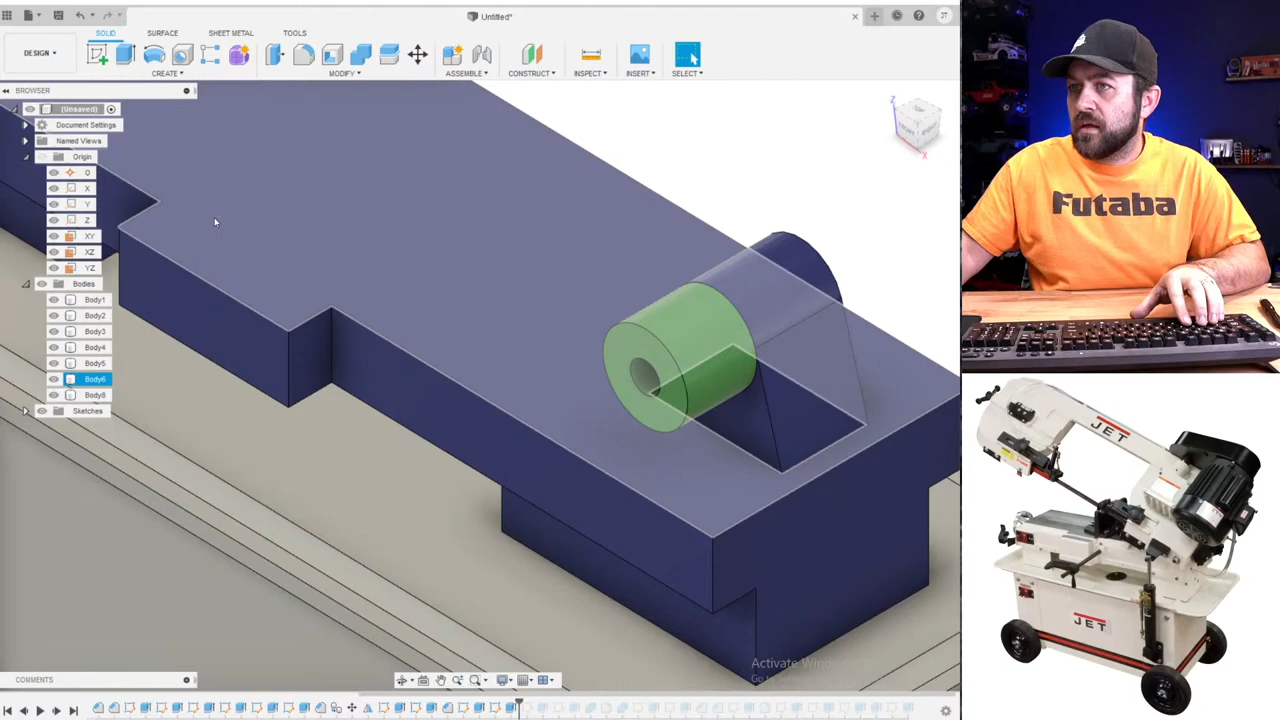 Untitled*
JT
DESIGN
SOLID
SURFACE
SHEET METAL
TOOLS
CREATE
MODIFY
ASSEMBLE
CONSTRUCT
INSPECT
INSERT
SELECT
BROWSER
(Unsaved)
Document Settings
Named Views
Origin
O
X
Y
Z
XY
XZ
YZ
Bodies
Body1
Body2
Body3
Body4
Body5
Body6
Body8
Sketches
Z
X
COMMENTS
Activate Wind
Futaba
JET
JET